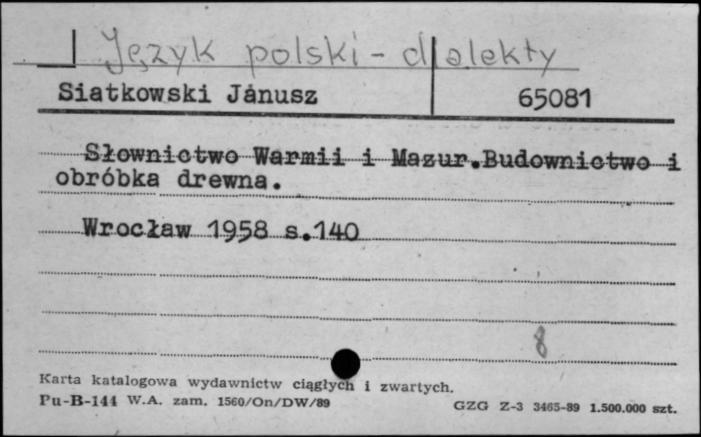 Język polski - dialekty
Siatkowski Janusz 65081
Słownictwo Warmii i Mazur.Budownictwo i
obróbka drewna.
Wrocław 1958 s.140
8
Karta katalogowa wydawnictw ciągłych i zwartych.
Pu-B-144 W.A. zam. 1560/On/DW/89 GZG Z-3 3465-89 1.500.000 szt.